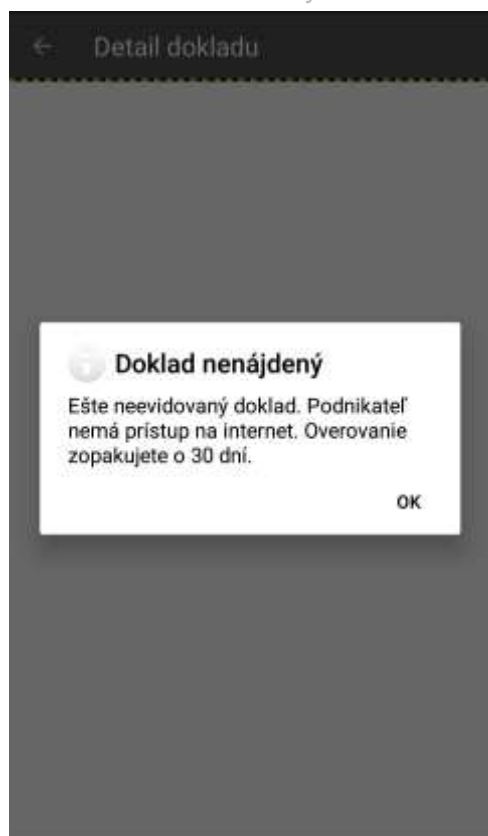 Detail dokladu
Doklad nenájdený
Ešte neevidovaný doklad. Podnikateľ
nemá prístup na internet. Overovanie
zopakujete o 30 dní.
OK